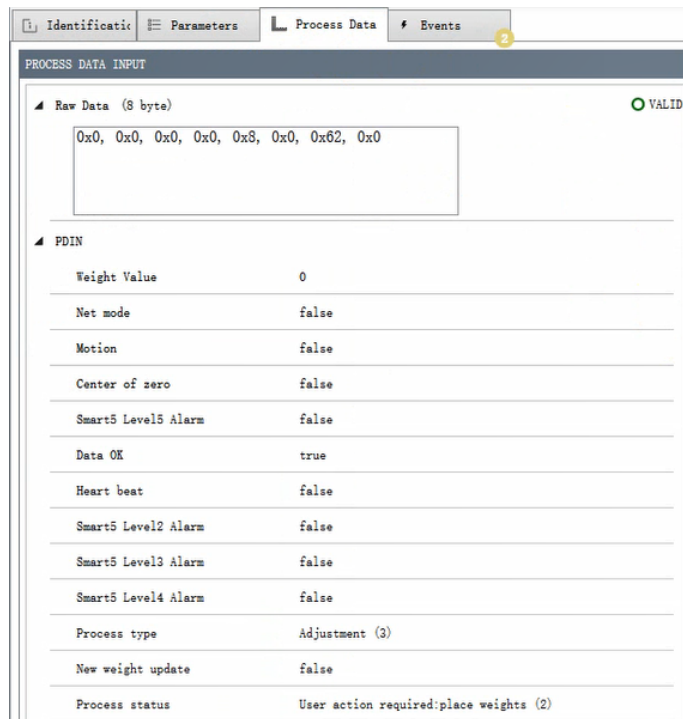 Identificatic Parameters Process Data Events 2
PROCESS DATA INPUT
Raw Data (8 byte) VALID
0x0, 0x0, 0x0, 0x0, 0x8, 0x0, 0x62, 0x0
PDIN
Weight Value 0
Net mode false
Motion false
Center of zero false
Smart5 Level5 Alarm false
Data OK true
Heart beat false
Smart5 Level2 Alarm false
Smart5 Level3 Alarm false
Smart5 Level4 Alarm false
Process type Adjustment (3)
New weight update false
Process status User action required:place weights (2)